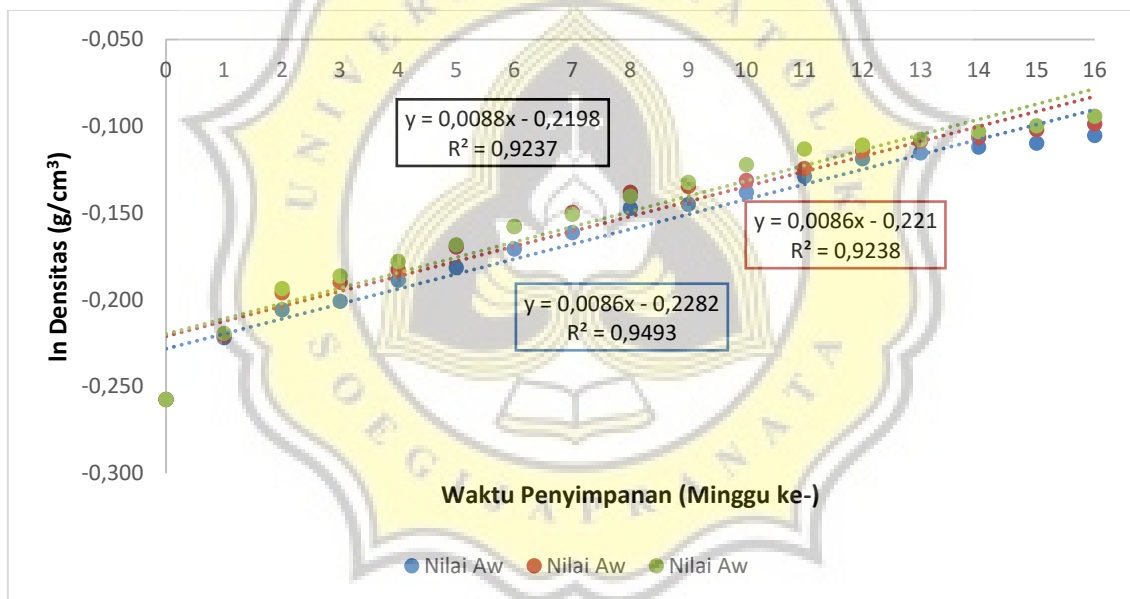 -0,050
0 1 2 3 4 5 6 7 8 9 10 11 12 13 14 15 16
-0,100
y = 0,0088x - 0,2198
R² = 0,9237
-0,150
y = 0,0086x - 0,221
R² = 0,9238
-0,200
y = 0,0086x - 0,2282
R² = 0,9493
-0,250
-0,300
ln Densitas (g/cm³)
Waktu Penyimpanan (Minggu ke-)
Nilai Aw Nilai Aw Nilai Aw
SOEGIJAPRANATA